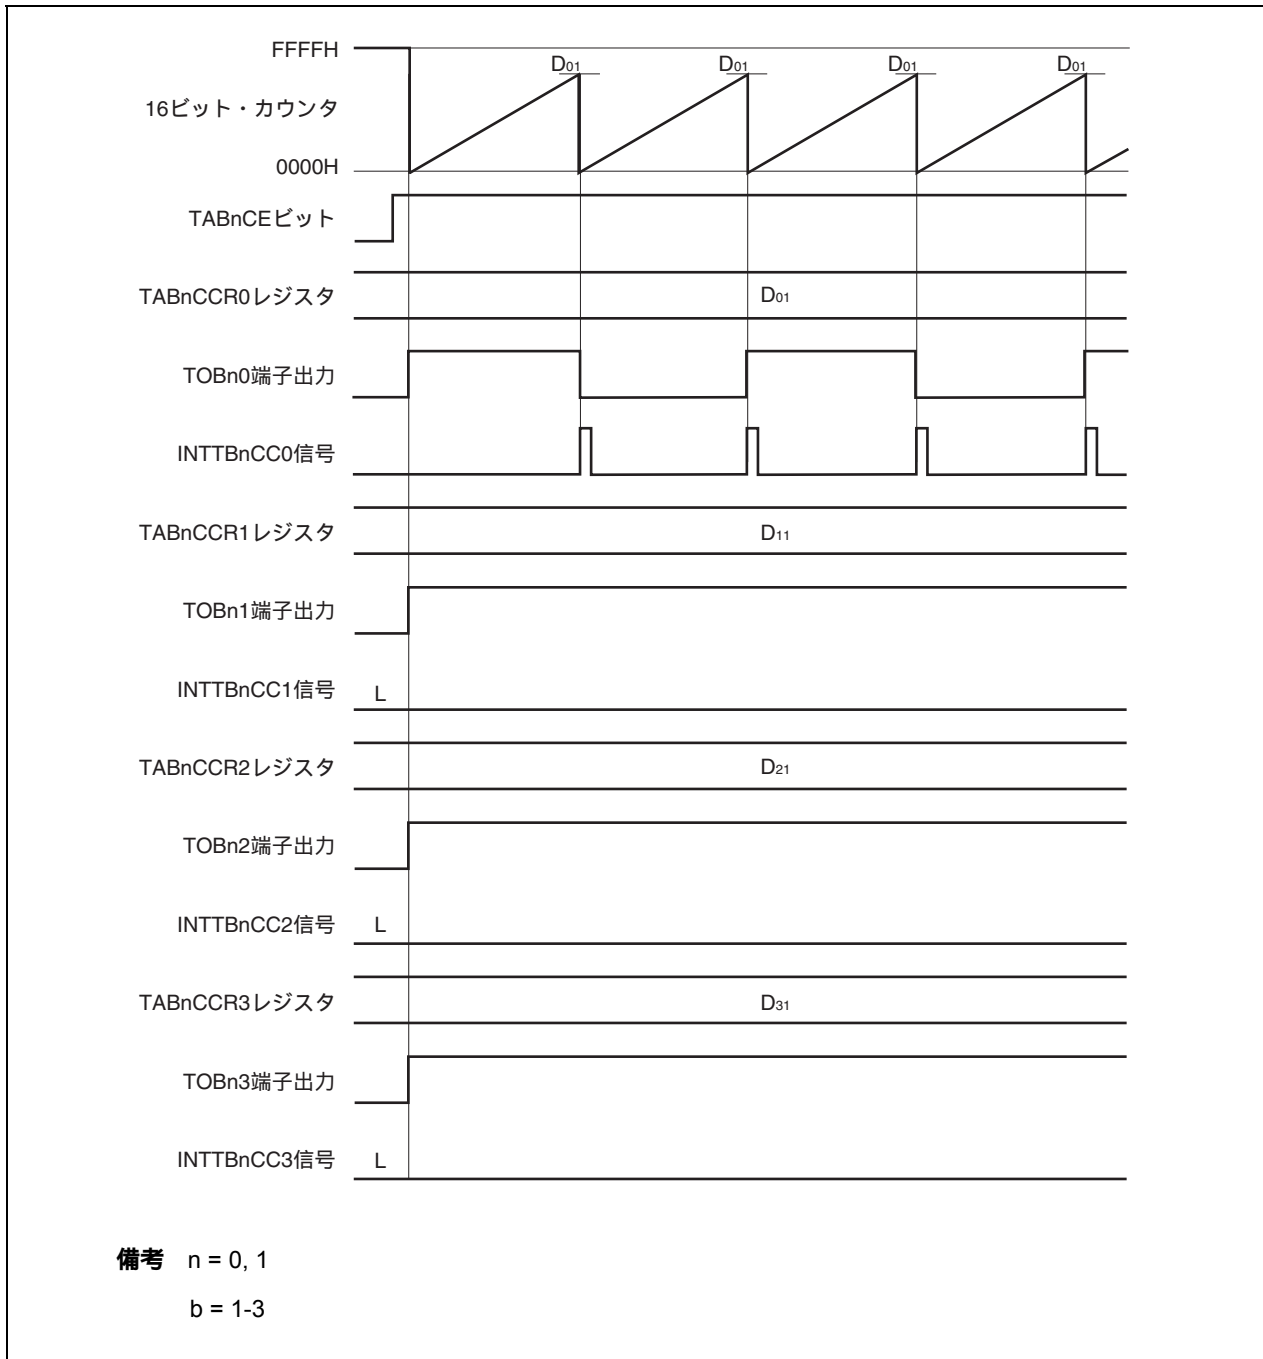 FFFFH
D01 D01 D01 D01
16ビット・カウンタ
0000H
TABnCEビット
TABnCCR0レジスタ D01
TOBn0端子出力
INTTBnCC0信号
TABnCCR1レジスタ D11
TOBn1端子出力
INTTBnCC1信号 L
TABnCCR2レジスタ D21
TOBn2端子出力
INTTBnCC2信号 L
TABnCCR3レジスタ D31
TOBn3端子出力
INTTBnCC3信号 L
備考 n = 0, 1
b = 1-3